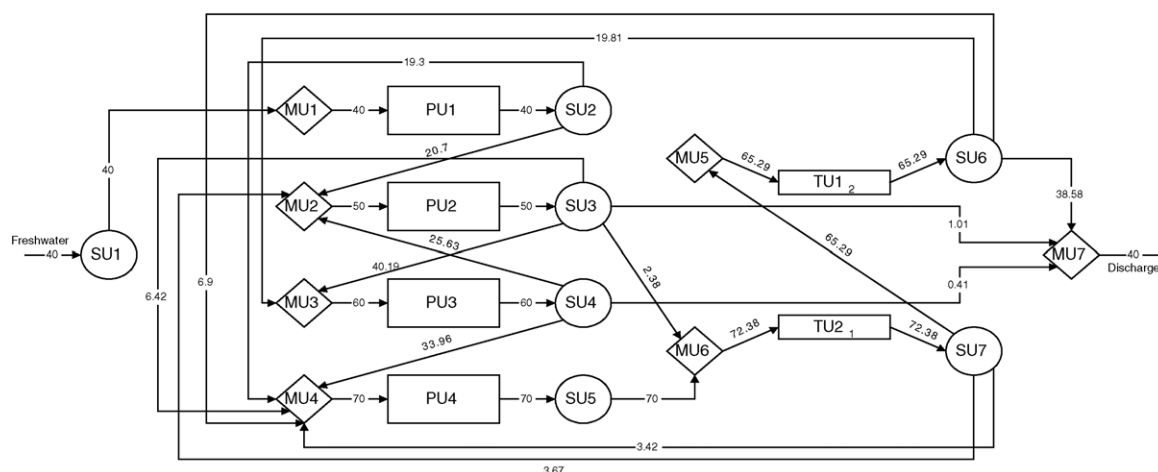 19.81
19.3
MU1
40
PU1
40
SU2
20.7
40
MU5
65.29
TU1 2
65.29
SU6
38.58
MU2
50
PU2
50
SU3
1.01
Freshwater
40
SU1
25.63
65.29
MU7
40
Discharge
40.19
2.38
0.41
6.42
6.9
MU3
60
PU3
60
SU4
33.96
MU6
72.38
TU2 1
72.38
SU7
MU4
70
PU4
70
SU5
70
3.42
3.67